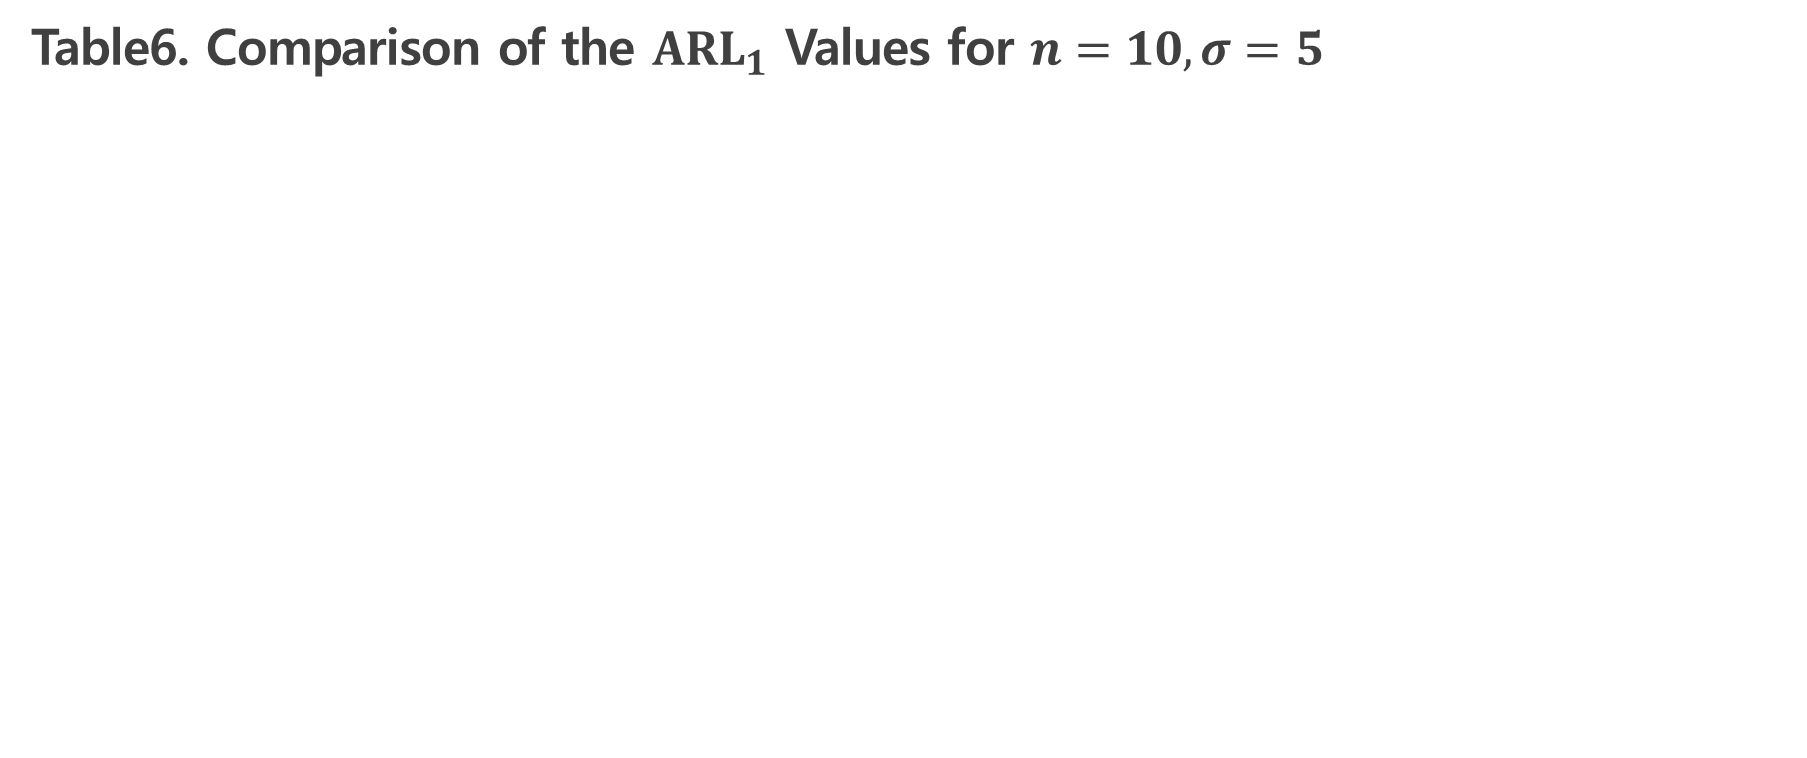 Table6. Comparison of the ARL₁ Values for n = 10, σ = 5